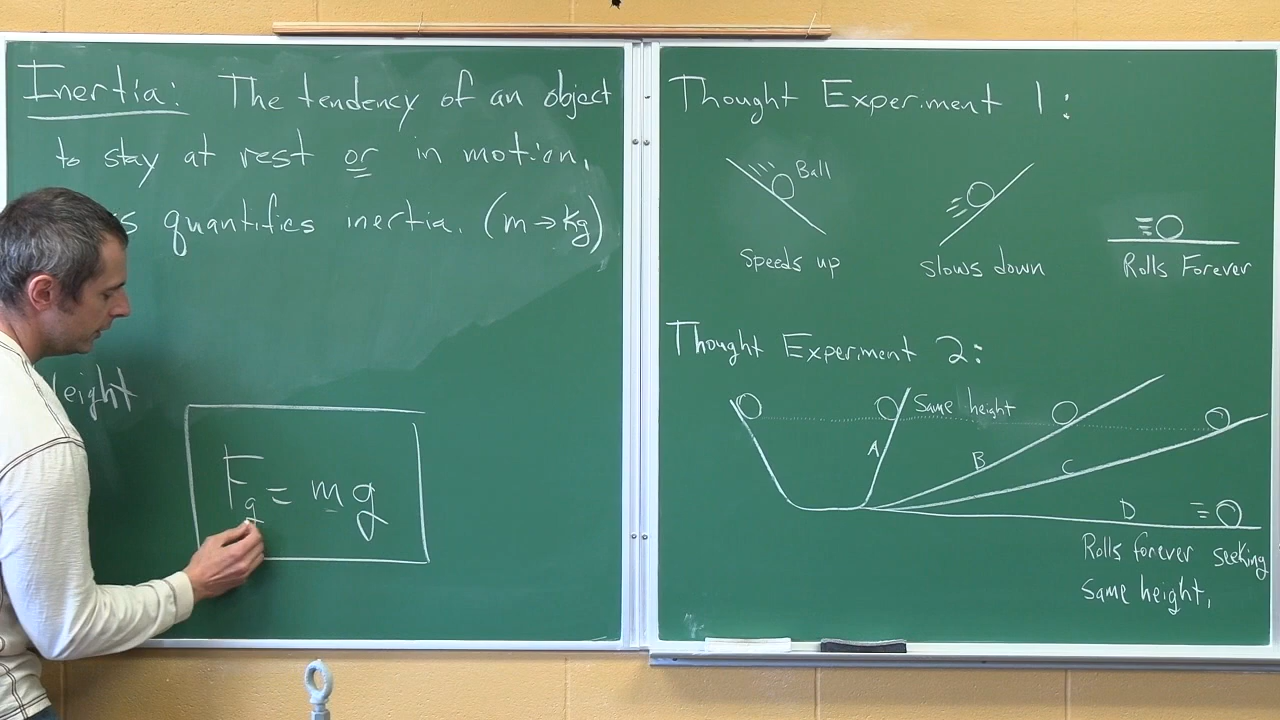 Inertia: The tendency of an object
to stay at rest or in motion.
quantifies inertia. (m→kg)
Fg = mg
Thought Experiment 1:
Ball
Speeds up
Slows down
Rolls Forever
Thought Experiment 2:
Same height
A
B
C
D
Rolls forever seeking
same height.